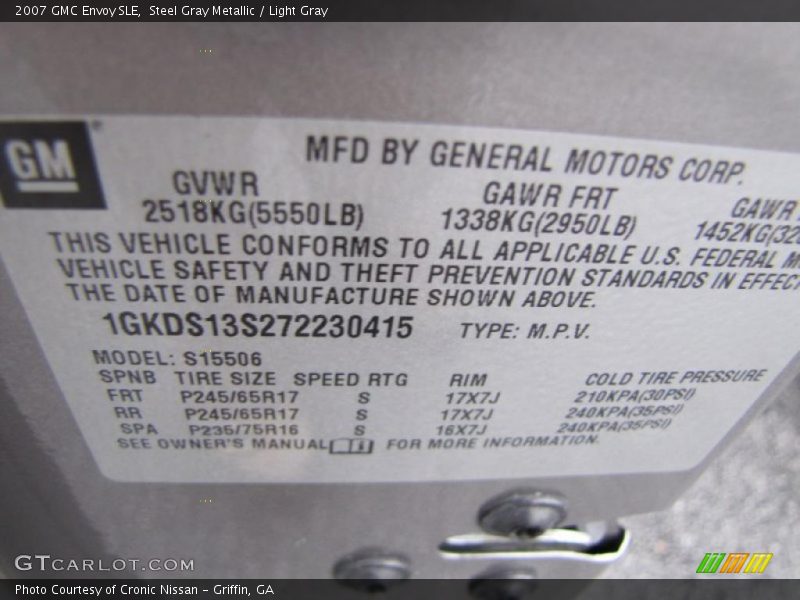 2007 GMC Envoy SLE,  Steel Gray Metallic / Light Gray
GM
MFD BY GENERAL MOTORS CORP.
GVWR GAWR FRT GAWR
2518KG(5550LB) 1338KG(2950LB) 1452KG(32
THIS VEHICLE CONFORMS TO ALL APPLICABLE U.S. FEDERAL M
VEHICLE SAFETY AND THEFT PREVENTION STANDARDS IN EFFEC
THE DATE OF MANUFACTURE SHOWN ABOVE.
1GKDS13S272230415 TYPE: M.P.V.
MODEL: S15506
SPNB TIRE SIZE SPEED RTG RIM COLD TIRE PRESSURE
FRT P245/65R17 S 17X7J 210KPA(30PSI)
RR P245/65R17 S 17X7J 240KPA(35PSI)
SPA P235/75R16 S 16X7J 240KPA(35PSI)
SEE OWNER'S MANUAL FOR MORE INFORMATION.
GTCARLOT.COM
Photo Courtesy of Cronic Nissan - Griffin, GA